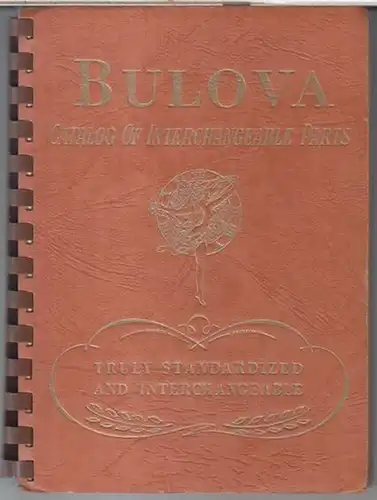 BULOVA
CATALOG OF INTERCHANGEABLE PARTS
TRULY STANDARDIZED
AND INTERCHANGEABLE